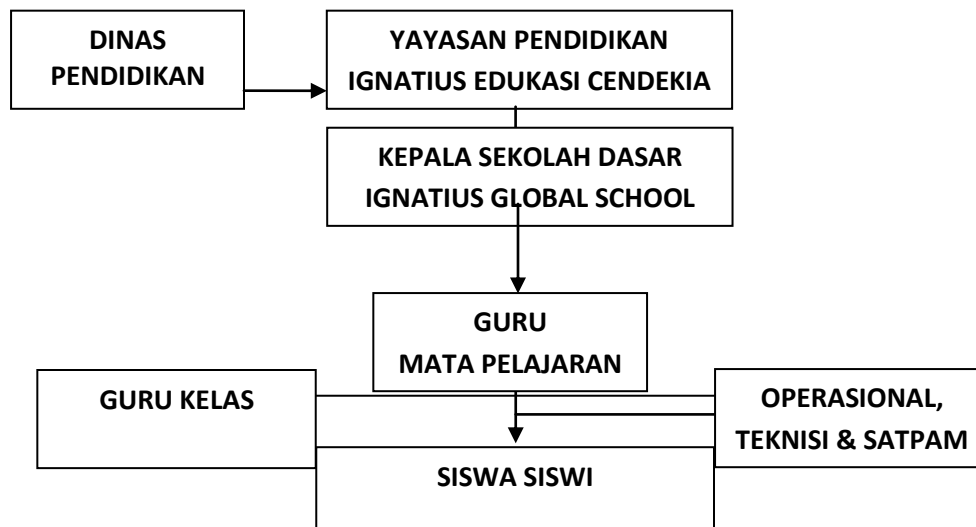 DINAS
PENDIDIKAN
YAYASAN PENDIDIKAN
IGNATIUS EDUKASI CENDEKIA
KEPALA SEKOLAH DASAR
IGNATIUS GLOBAL SCHOOL
GURU
MATA PELAJARAN
GURU KELAS
OPERASIONAL,
TEKNISI & SATPAM
SISWA SISWI